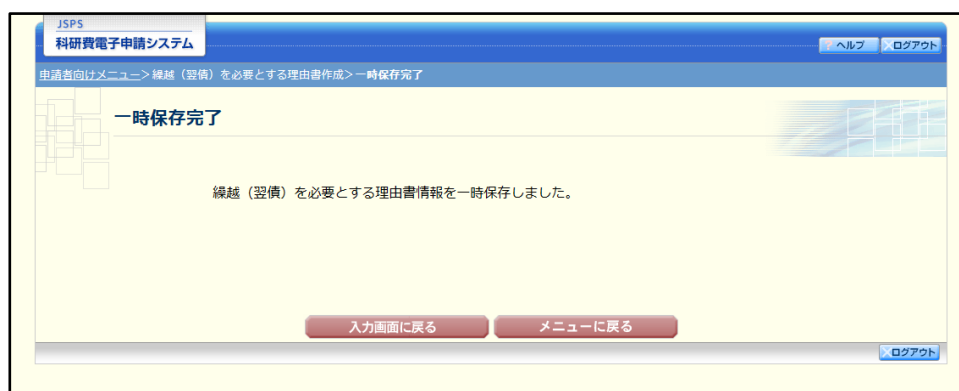 JSPS
科研費電子申請システム
? ヘルプ
ログアウト
申請者向けメニュー>繰越（翌債）を必要とする理由書作成>一時保存完了
一時保存完了
繰越（翌債）を必要とする理由書情報を一時保存しました。
入力画面に戻る
メニューに戻る
ログアウト